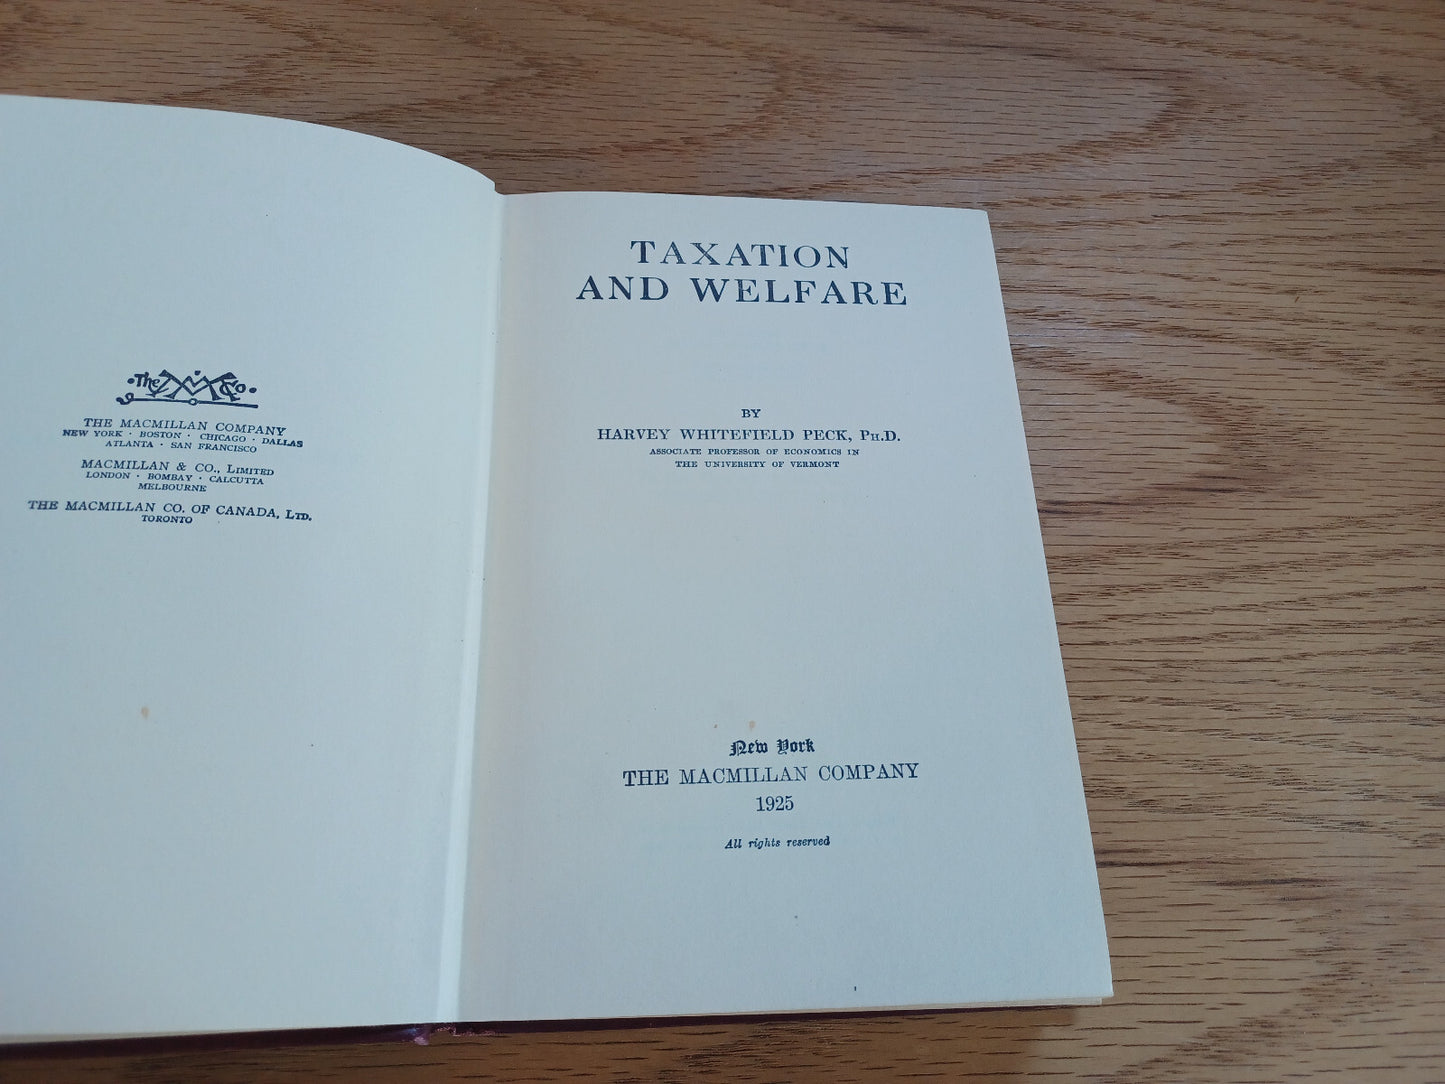 The MM Co
THE MACMILLAN COMPANY
NEW YORK · BOSTON · CHICAGO · DALLAS
ATLANTA · SAN FRANCISCO
MACMILLAN & CO., LIMITED
LONDON · BOMBAY · CALCUTTA
MELBOURNE
THE MACMILLAN CO. OF CANADA, LTD.
TORONTO
TAXATION
AND WELFARE
BY
HARVEY WHITEFIELD PECK, PH.D.
ASSOCIATE PROFESSOR OF ECONOMICS IN
THE UNIVERSITY OF VERMONT
New York
THE MACMILLAN COMPANY
1925
All rights reserved